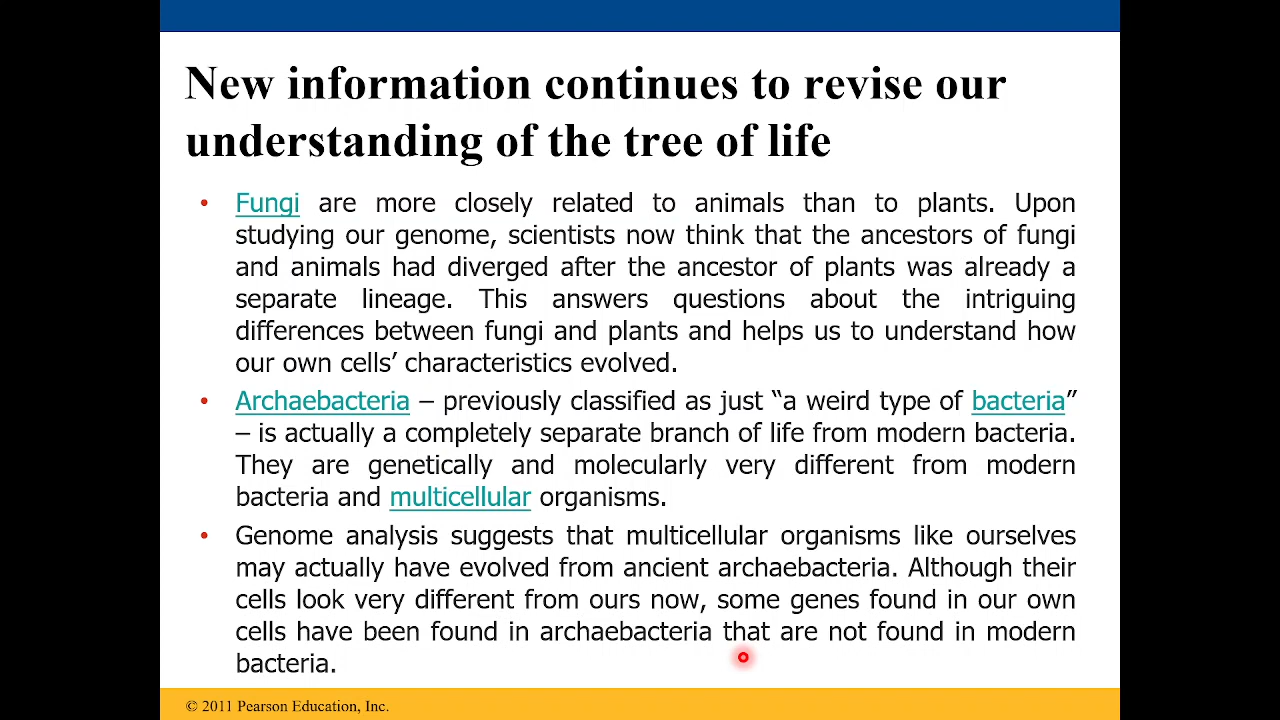 New information continues to revise our
understanding of the tree of life
• Fungi are more closely related to animals than to plants. Upon
studying our genome, scientists now think that the ancestors of fungi
and animals had diverged after the ancestor of plants was already a
separate lineage. This answers questions about the intriguing
differences between fungi and plants and helps us to understand how
our own cells’ characteristics evolved.
• Archaebacteria – previously classified as just “a weird type of bacteria”
– is actually a completely separate branch of life from modern bacteria.
They are genetically and molecularly very different from modern
bacteria and multicellular organisms.
• Genome analysis suggests that multicellular organisms like ourselves
may actually have evolved from ancient archaebacteria. Although their
cells look very different from ours now, some genes found in our own
cells have been found in archaebacteria that are not found in modern
bacteria.
© 2011 Pearson Education, Inc.